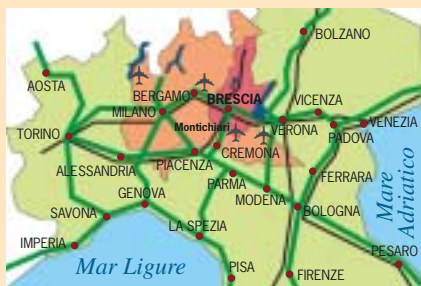 BOLZANO
AOSTA
BERGAMO
BRESCIA
VICENZA
MILANO
VENEZIA
TORINO
Montichiari
VERONA
PADOVA
CREMONA
ALESSANDRIA
PIACENZA
PARMA
FERRARA
GENOVA
MODENA
Mare
Adriatico
SAVONA
BOLOGNA
LA SPEZIA
IMPERIA
PESARO
Mar Ligure
PISA
FIRENZE